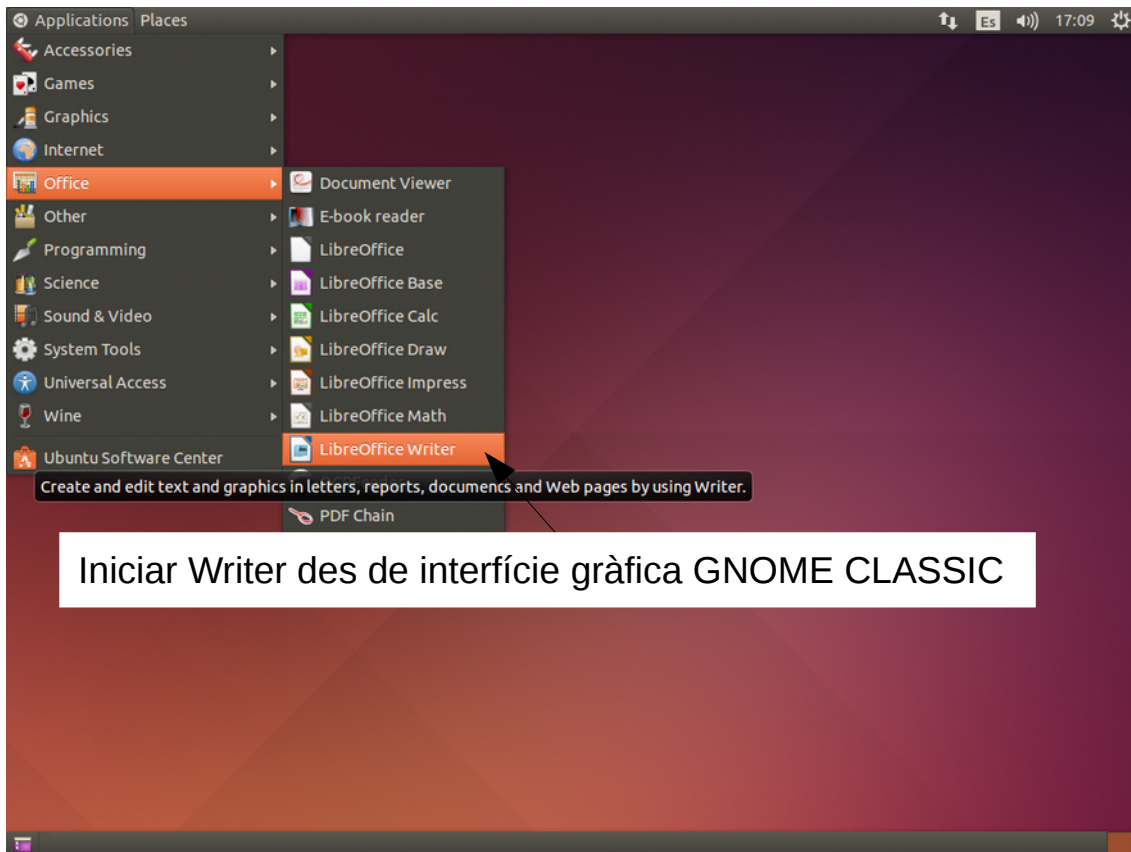 Applications Places
Es 17:09
Accessories
Games
Graphics
Internet
Office
Other
Programming
Science
Sound & Video
System Tools
Universal Access
Wine
Ubuntu Software Center
Document Viewer
E-book reader
LibreOffice
LibreOffice Base
LibreOffice Calc
LibreOffice Draw
LibreOffice Impress
LibreOffice Math
LibreOffice Writer
Create and edit text and graphics in letters, reports, documents and Web pages by using Writer.
PDF Chain
Iniciar Writer des de interfície gràfica GNOME CLASSIC